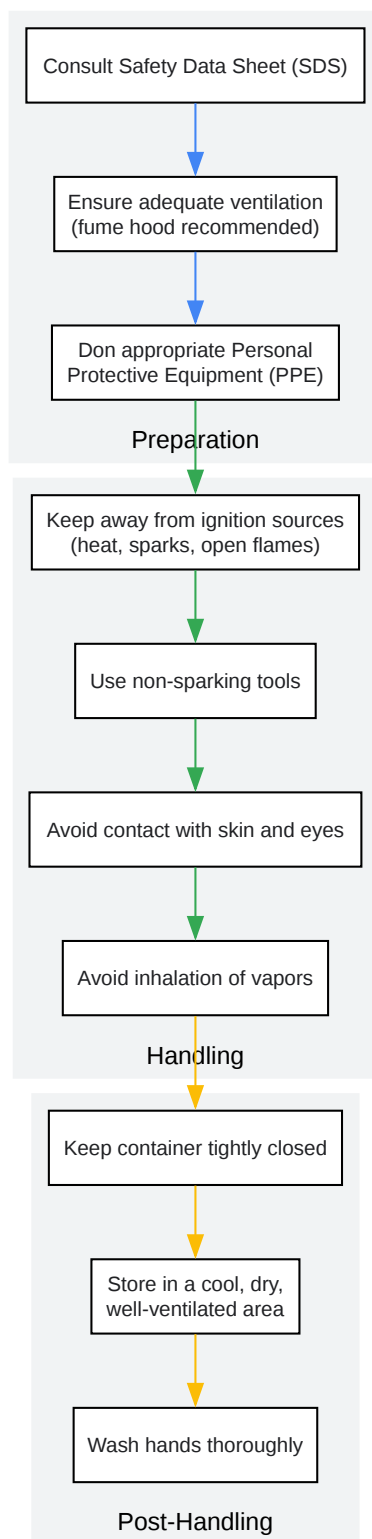 Consult Safety Data Sheet (SDS)
Ensure adequate ventilation
(fume hood recommended)
Don appropriate Personal
Protective Equipment (PPE)
Preparation
Keep away from ignition sources
(heat, sparks, open flames)
Use non-sparking tools
Avoid contact with skin and eyes
Avoid inhalation of vapors
Handling
Keep container tightly closed
Store in a cool, dry,
well-ventilated area
Wash hands thoroughly
Post-Handling